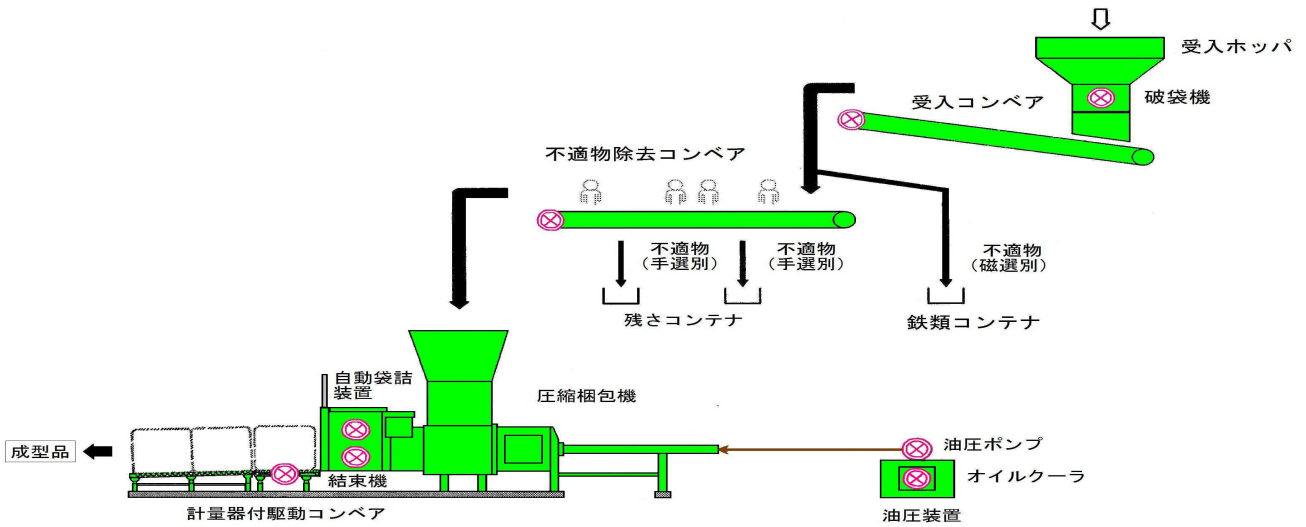 受入ホッパ
破袋機
受入コンベア
不適物除去コンベア
不適物
(手選別)
不適物
(手選別)
不適物
(磁選別)
残さコンテナ
鉄類コンテナ
自動袋詰
装置
圧縮梱包機
成型品
結束機
計量器付駆動コンベア
油圧ポンプ
オイルクーラ
油圧装置